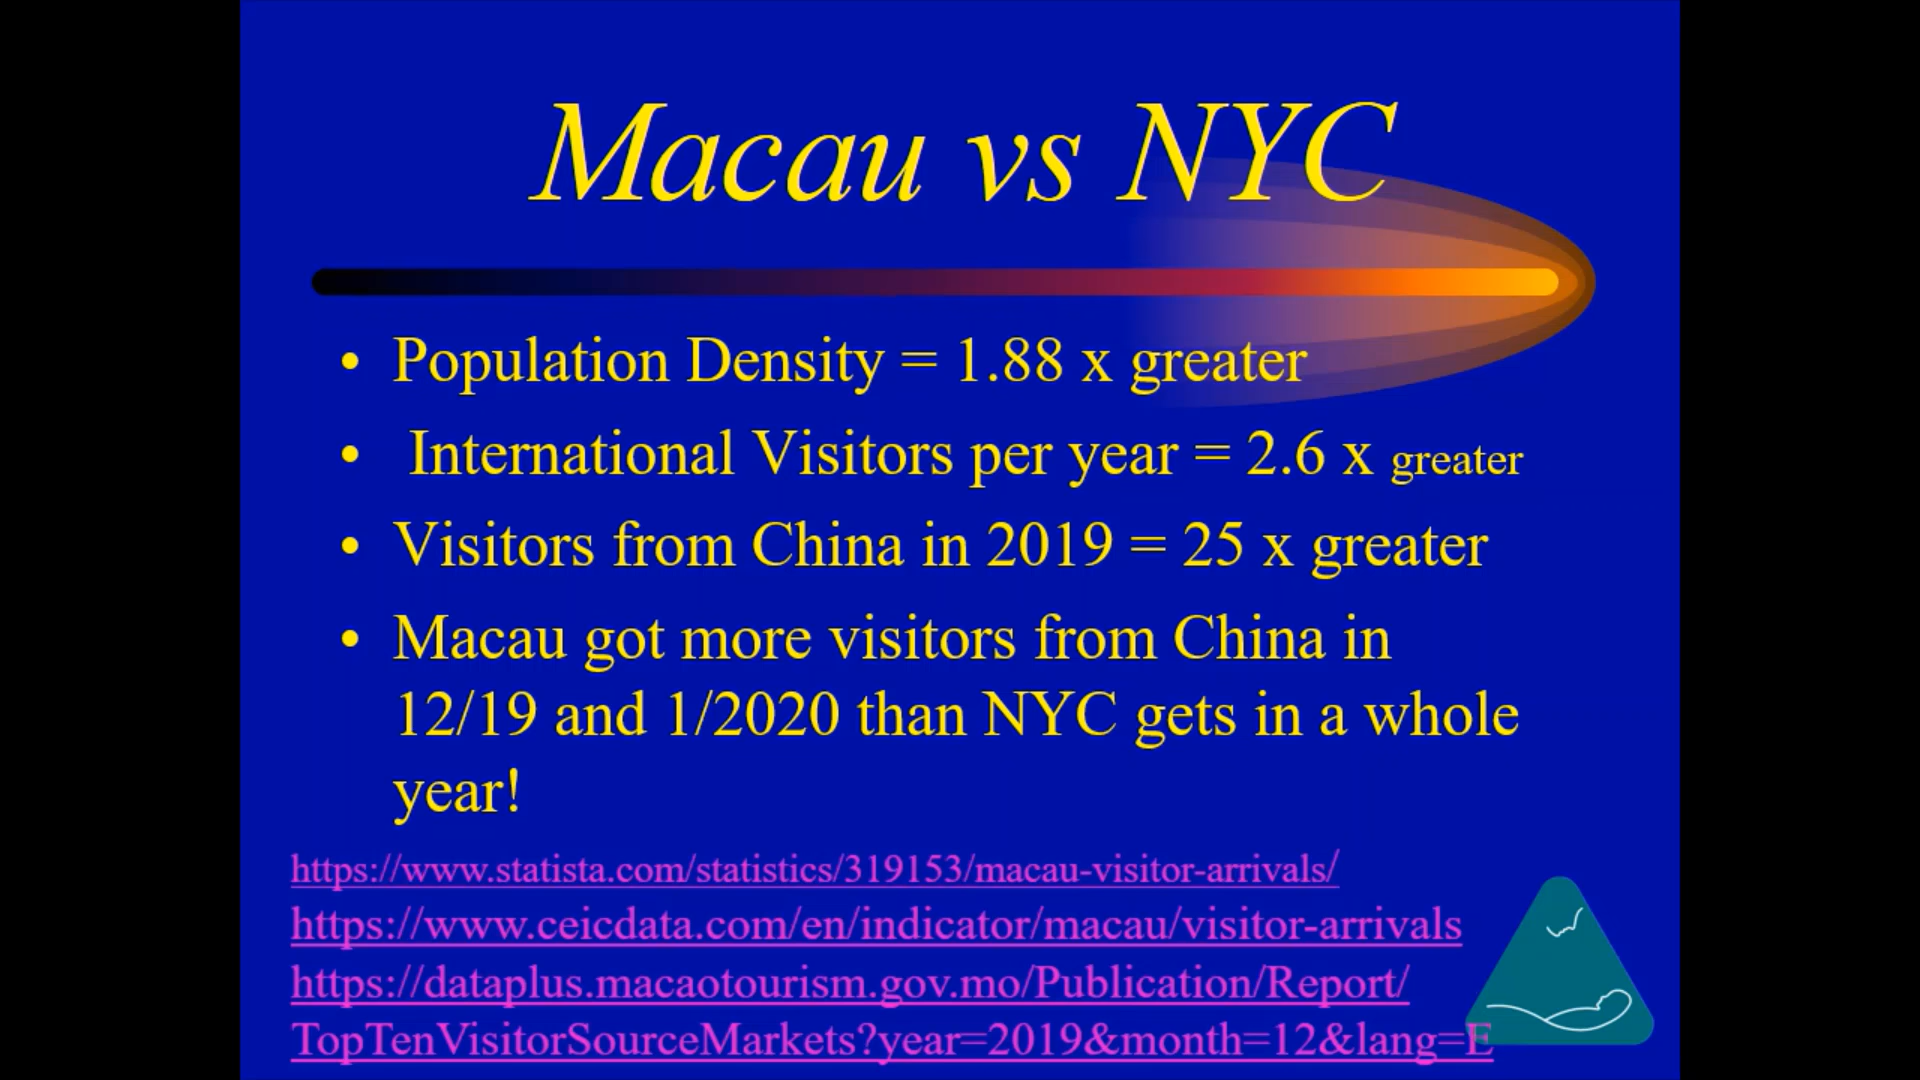 Macau vs NYC
• Population Density = 1.88 x greater
• International Visitors per year = 2.6 x greater
• Visitors from China in 2019 = 25 x greater
• Macau got more visitors from China in
12/19 and 1/2020 than NYC gets in a whole
year!
https://www.statista.com/statistics/319153/macau-visitor-arrivals/
https://www.ceicdata.com/en/indicator/macau/visitor-arrivals
https://dataplus.macaotourism.gov.mo/Publication/Report/
TopTenVisitorSourceMarkets?year=2019&month=12&lang=E